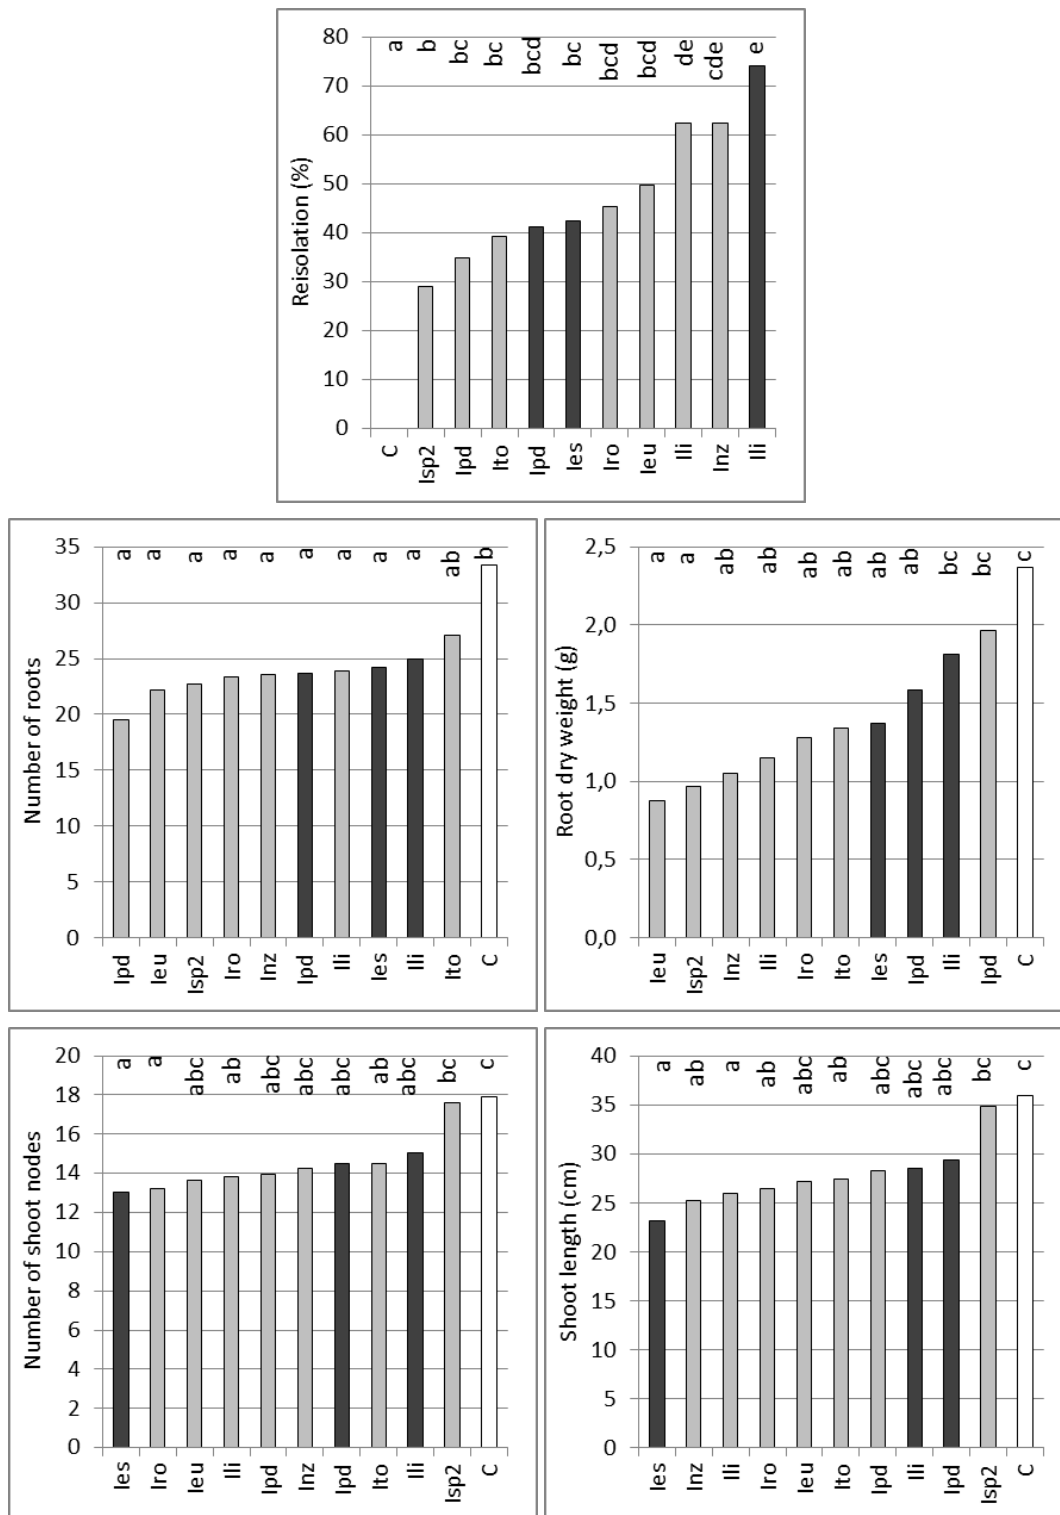 Reisolation (%)
80
70
60
50
40
30
20
10
0
a b bc bc bcd bc bcd bcd de cde e
C Isp2 Ipd Ito Ipd Ies Iro Ieu Ili Inz Ili
Number of roots
35
30
25
20
15
10
5
0
a a a a a a a a a ab b
Ipd Ieu Isp2 Iro Inz Ipd Ili Ies Ili Ito C
Root dry weight (g)
2,5
2,0
1,5
1,0
0,5
0,0
a a ab ab ab ab ab ab bc bc c
Ieu Isp2 Inz Ili Iro Ito Ies Ipd Ili Ipd C
Number of shoot nodes
20
18
16
14
12
10
8
6
4
2
0
a a abc ab abc abc abc ab abc bc c
Ies Iro Ieu Ili Ipd Inz Ipd Ito Ili Isp2 C
Shoot length (cm)
40
35
30
25
20
15
10
5
0
a ab a ab abc ab abc abc abc bc c
Ies Inz Ili Iro Ieu Ito Ipd Ili Ipd Isp2 C